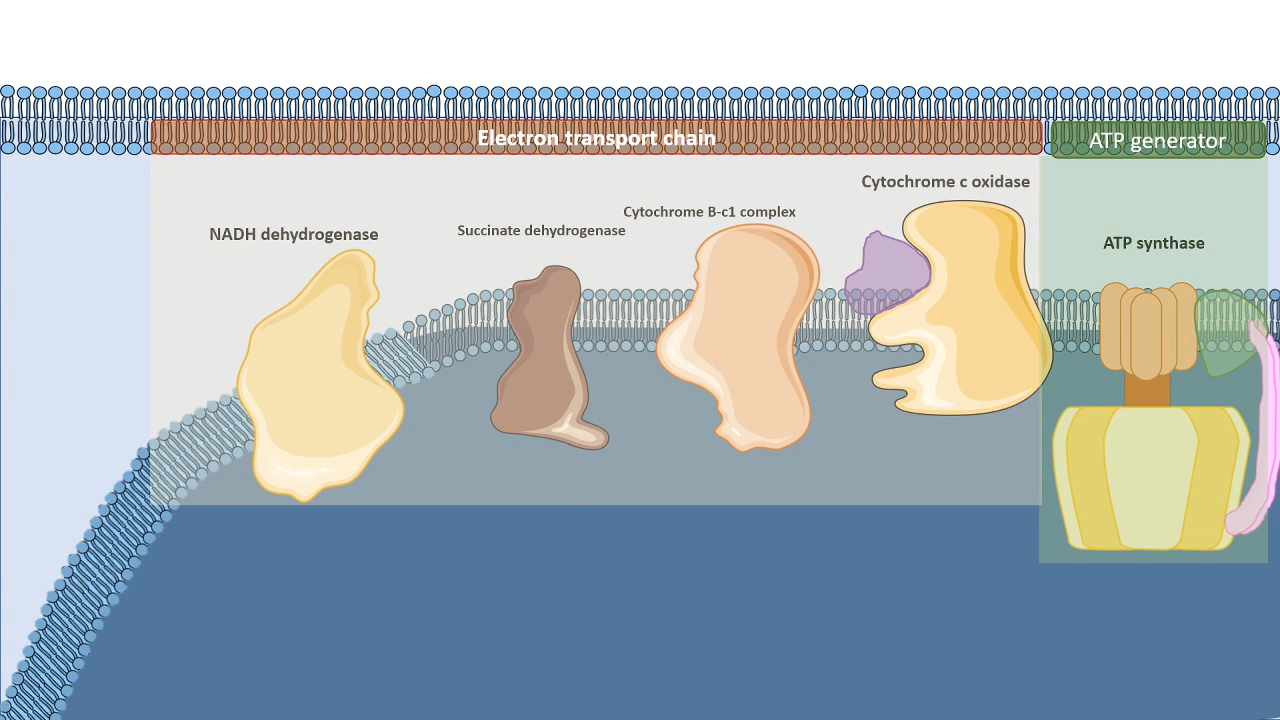 Electron transport chain
ATP generator
Cytochrome c oxidase
Cytochrome B-c1 complex
Succinate dehydrogenase
NADH dehydrogenase
ATP synthase